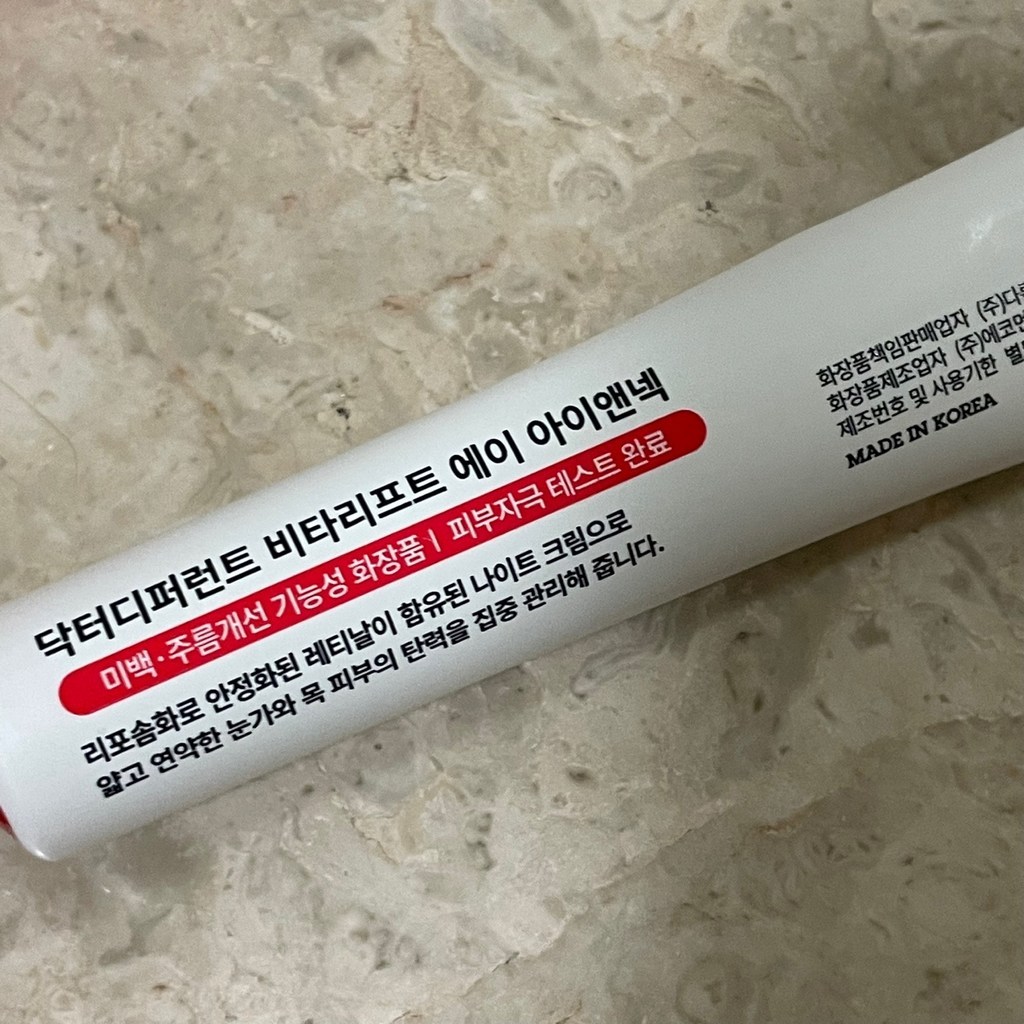 닥터디퍼런트 비타리프트 에이 아이앤넥
미백·주름개선 기능성 화장품 | 피부자극 테스트 완료
리포솜화로 안정화된 레티날이 함유된 나이트 크림으로
얇고 연약한 눈가와 목 피부의 탄력을 집중 관리해 줍니다.
화장품책임판매업자
화장품제조업자
제조번호 및 사용기한
MADE IN KOREA